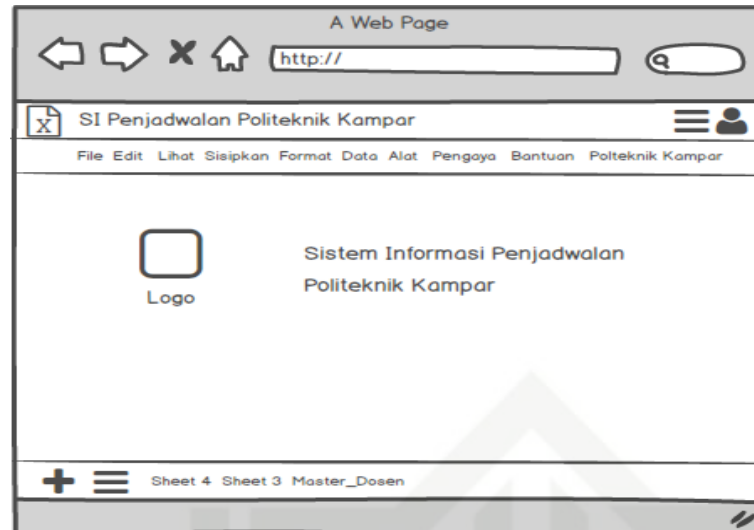 A Web Page
http://
X SI Penjadwalan Politeknik Kampar
File Edit Lihat Sisipkan Format Data Alat Pengaya Bantuan Polteknik Kampar
Sistem Informasi Penjadwalan
Politeknik Kampar
Logo
Sheet 4 Sheet 3 Master_Dosen